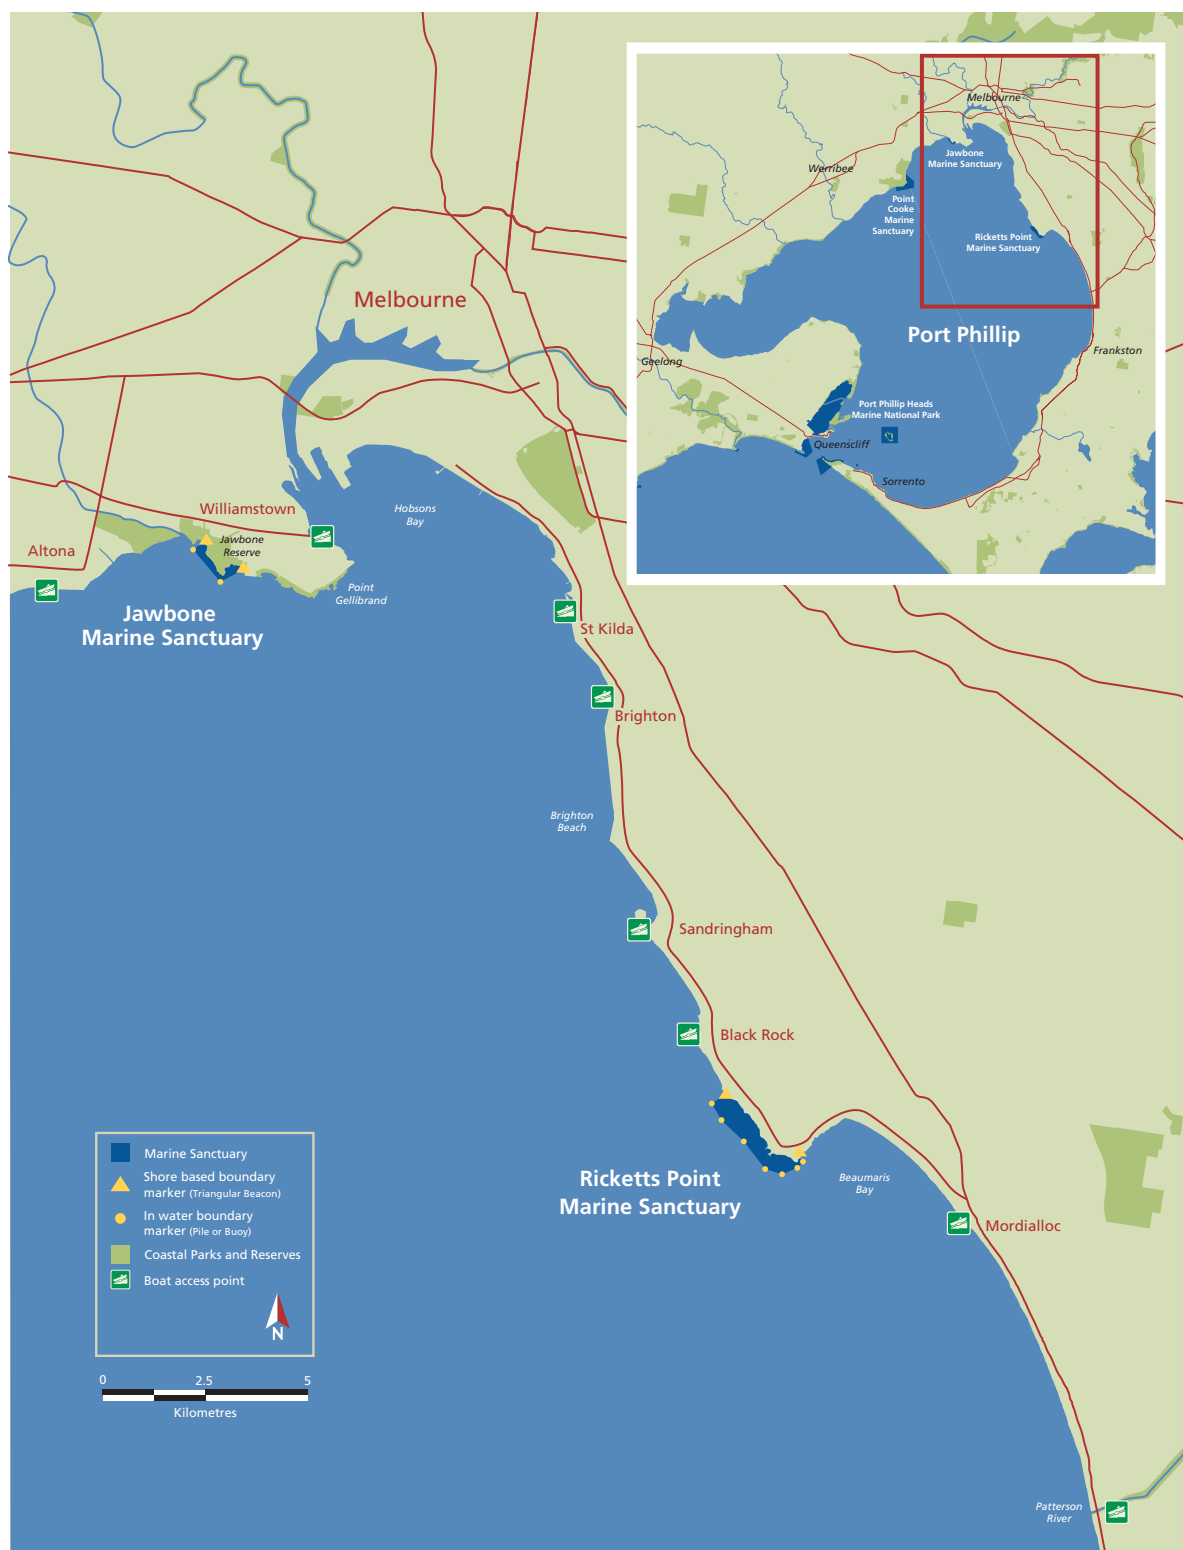 Melbourne
Jawbone
Marine Sanctuary
Werribee
Point
Cooke
Marine
Sanctuary
Ricketts Point
Marine Sanctuary
Port Phillip
Frankston
Geelong
Port Phillip Heads
Marine National Park
Queenscliff
Sorrento
Melbourne
Williamstown
Hobsons
Bay
Jawbone
Reserve
Altona
Point
Gellibrand
Jawbone
Marine Sanctuary
St Kilda
Brighton
Brighton
Beach
Sandringham
Black Rock
Ricketts Point
Marine Sanctuary
Beaumaris
Bay
Mordialloc
Marine Sanctuary
Shore based boundary
marker (Triangular Beacon)
In water boundary
marker (Pile or Buoy)
Coastal Parks and Reserves
Boat access point
N
0 2.5 5
Kilometres
Patterson
River